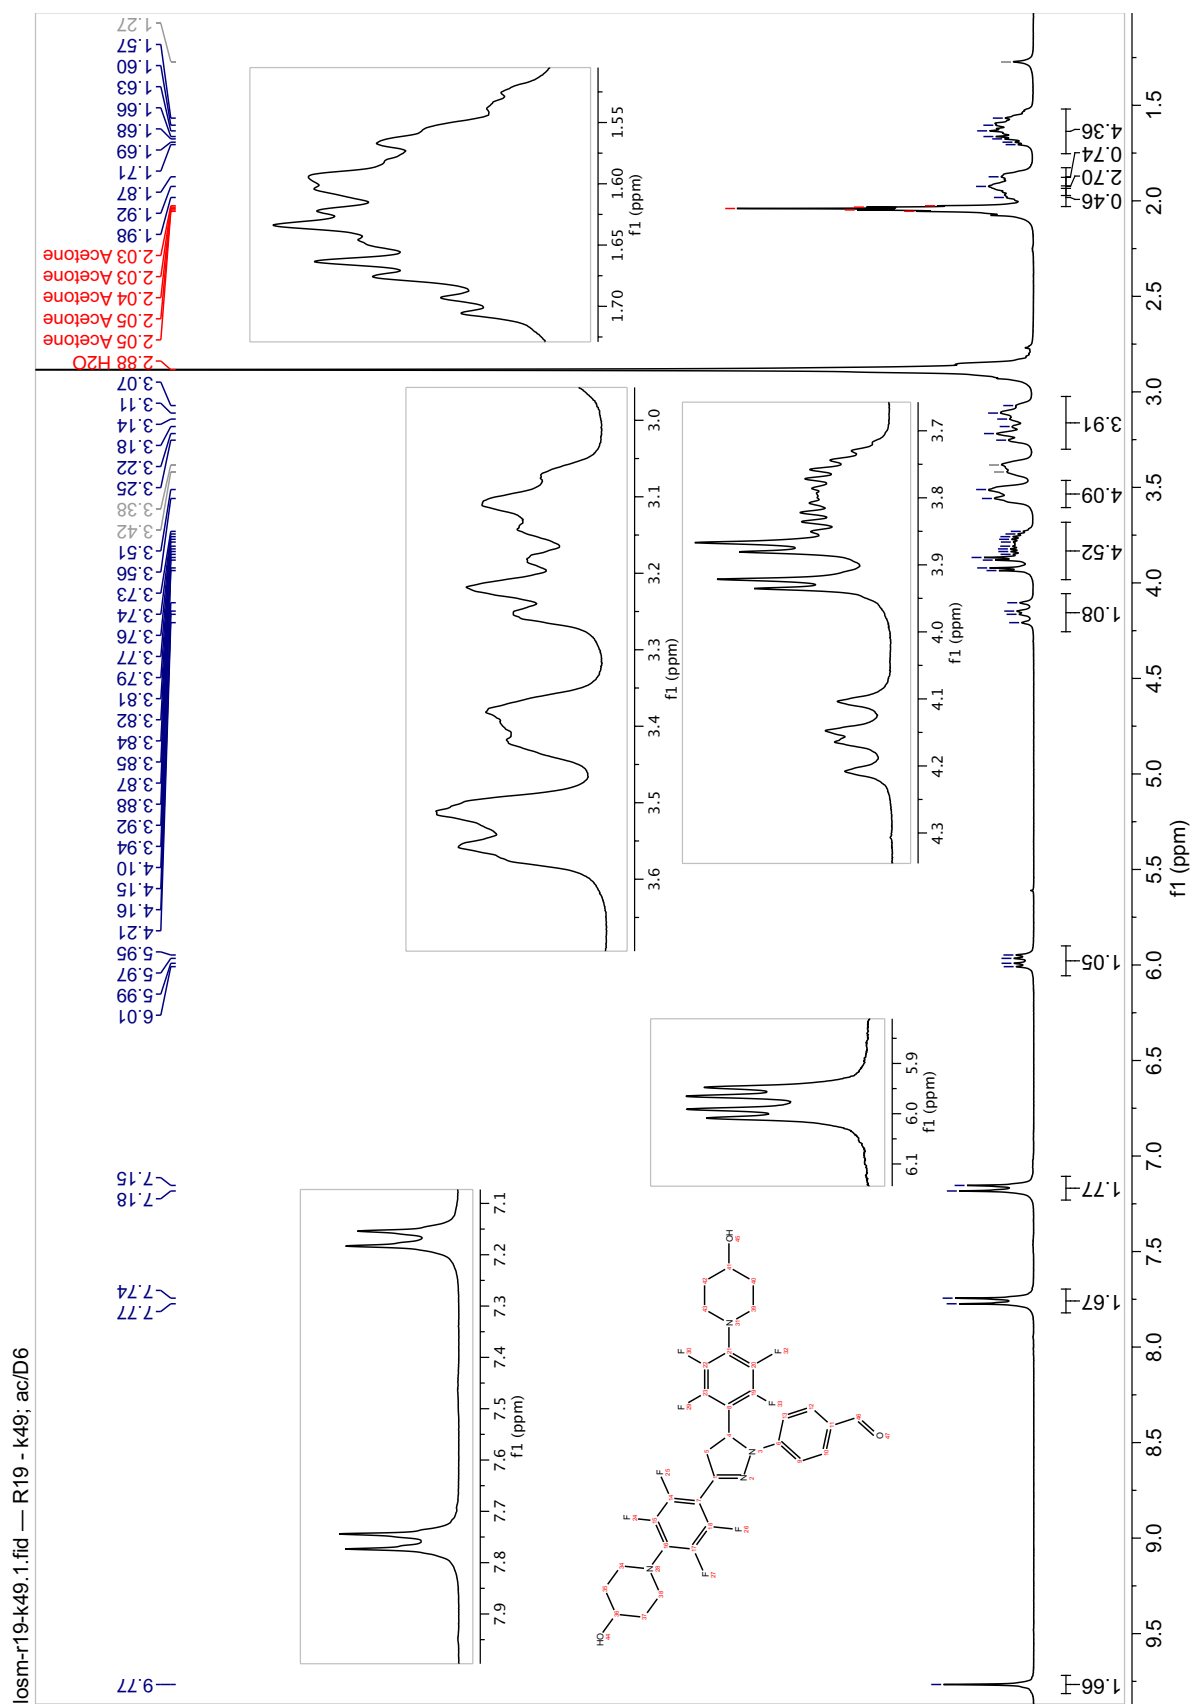 losm-r19-k49.1.fid — R19 - k49; ac/D6
9.77
7.77
7.74
7.18
7.15
6.01
5.99
5.97
5.95
4.21
4.16
4.15
4.10
3.94
3.92
3.88
3.87
3.85
3.84
3.82
3.81
3.79
3.77
3.76
3.74
3.73
3.56
3.51
3.42
3.38
3.25
3.22
3.18
3.14
3.11
3.07
2.88 H2O
2.05 Acetone
2.05 Acetone
2.04 Acetone
2.03 Acetone
2.03 Acetone
1.98
1.92
1.87
1.71
1.69
1.68
1.66
1.63
1.60
1.57
1.27
7.9 7.8 7.7 7.6 7.5 7.4 7.3 7.2 7.1
f1 (ppm)
3.6 3.5 3.4 3.3 3.2 3.1 3.0
f1 (ppm)
1.70 1.65 1.60 1.55
f1 (ppm)
6.1 6.0 5.9
f1 (ppm)
4.3 4.2 4.1 4.0 3.9 3.8 3.7
f1 (ppm)
HO
N
F
F
F
F
N
N
F
F
F
F
N
OH
O
1.66
1.67
1.77
1.05
1.08
4.52
4.09
3.91
0.46
2.70
0.74
4.36
9.5 9.0 8.5 8.0 7.5 7.0 6.5 6.0 5.5 5.0 4.5 4.0 3.5 3.0 2.5 2.0 1.5
f1 (ppm)